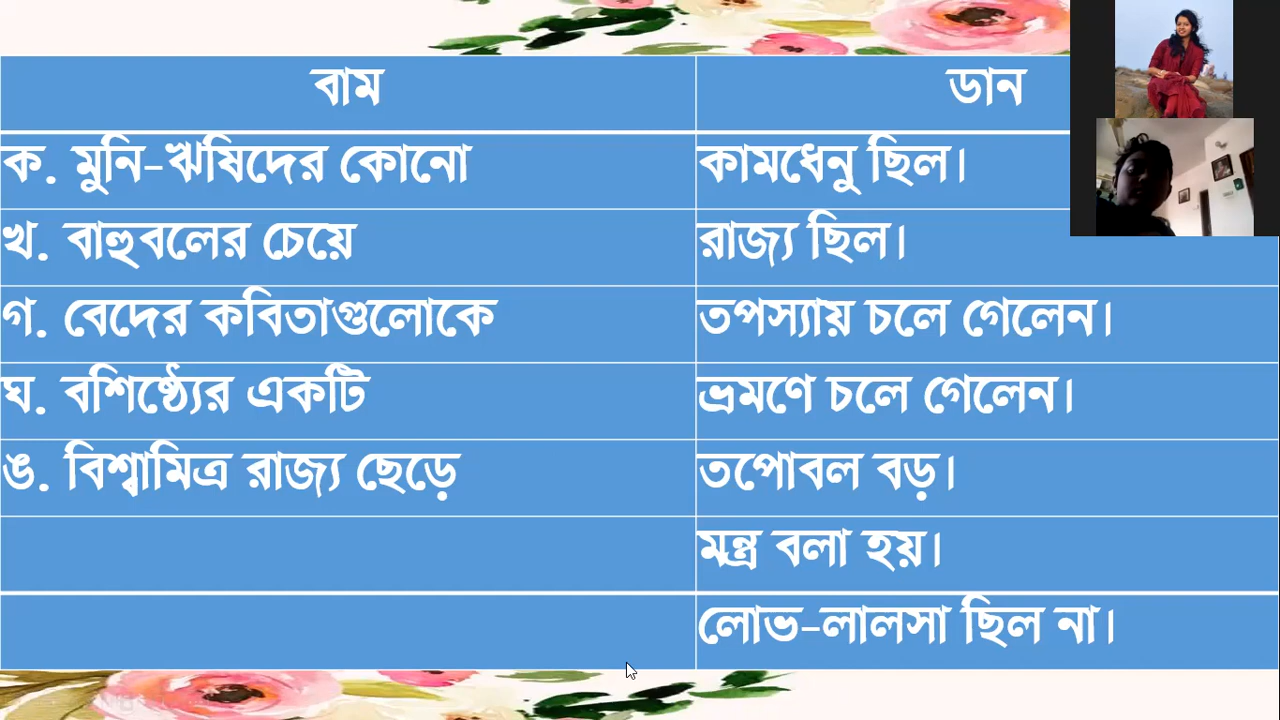 বাম ডান
ক. মুনি-ঋষিদের কোনো কামধেনু ছিল।
খ. বাহুবলের চেয়ে রাজ্য ছিল।
গ. বেদের কবিতাগুলোকে তপস্যায় চলে গেলেন।
ঘ. বশিষ্ঠ্যের একটি ভ্রমণে চলে গেলেন।
ঙ. বিশ্বামিত্র রাজ্য ছেড়ে তপোবল বড়।
মন্ত্র বলা হয়।
লোভ-লালসা ছিল না।